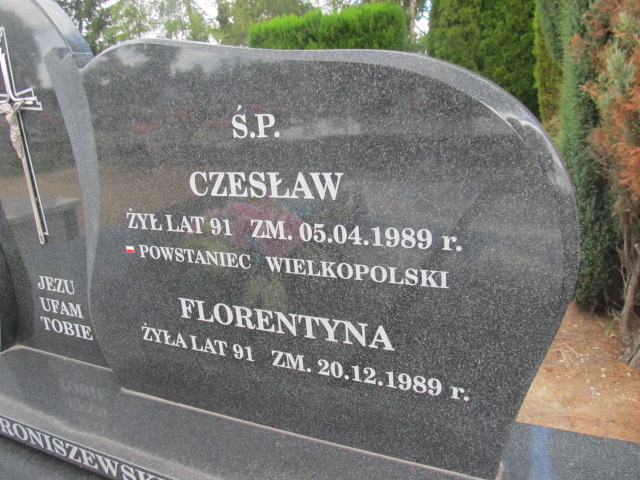 Ś.P.
CZESŁAW
ŻYŁ LAT 91 ZM. 05.04.1989 r.
POWSTANIEC WIELKOPOLSKI
FLORENTYNA
ŻYŁA LAT 91 ZM. 20.12.1989 r.
JEZU
UFAM
TOBIE